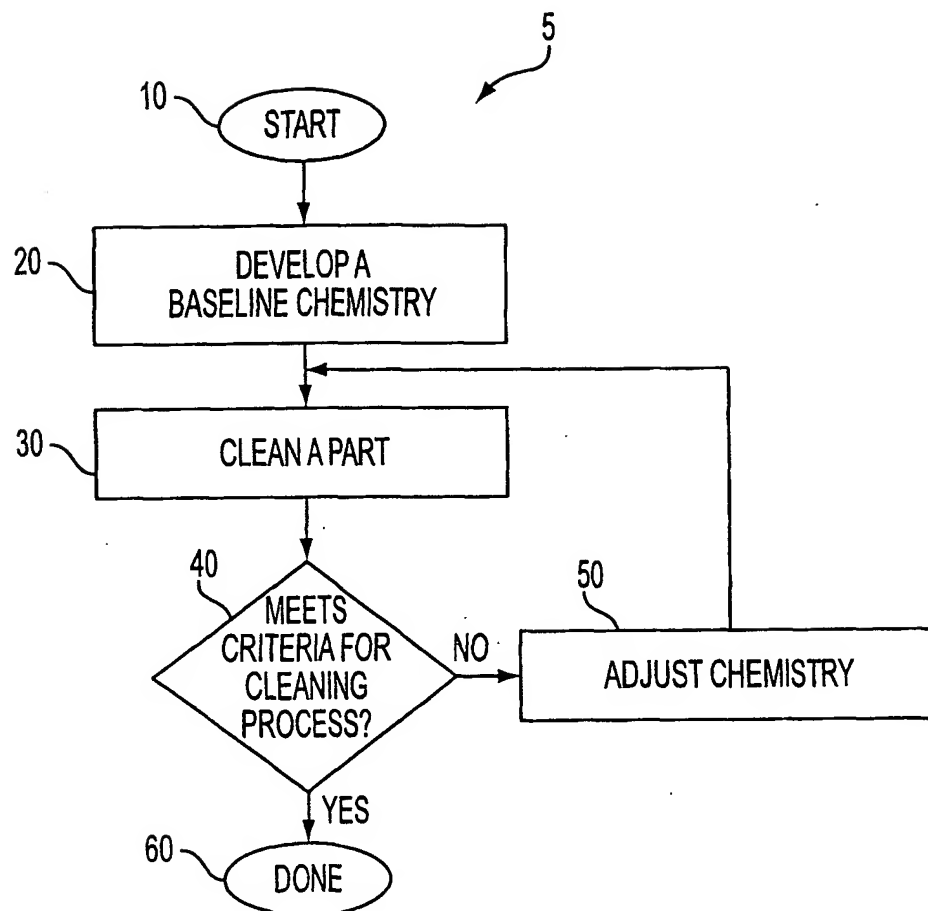 5
10
START
20
DEVELOP A
BASELINE CHEMISTRY
30
CLEAN A PART
40
MEETS
CRITERIA FOR
CLEANING
PROCESS?
NO
50
ADJUST CHEMISTRY
YES
60
DONE